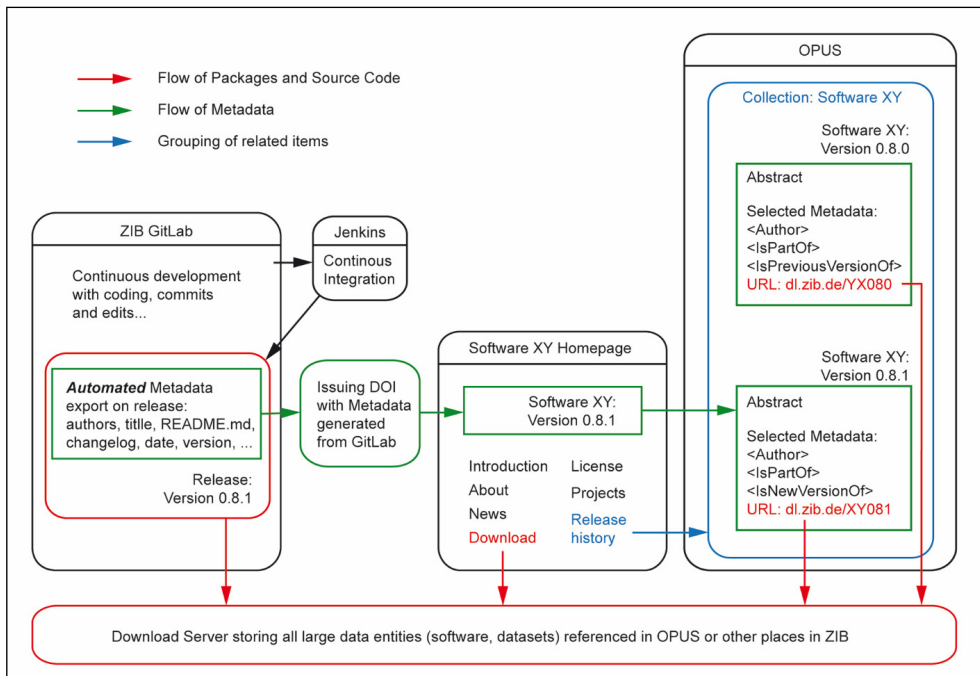 Flow of Packages and Source Code
Flow of Metadata
Grouping of related items
ZIB GitLab
Continuous development
with coding, commits
and edits...
Jenkins
Continous
Integration
Automated Metadata
export on release:
authors, title, README.md,
changelog, date, version, ...
Release:
Version 0.8.1
Issuing DOI
with Metadata
generated
from GitLab
Software XY Homepage
Software XY:
Version 0.8.1
Introduction
About
News
Download
License
Projects
Release
history
OPUS
Collection: Software XY
Software XY:
Version 0.8.0
Abstract
Selected Metadata:
<Author>
<IsPartOf>
<IsPreviousVersionOf>
URL: dl.zib.de/YX080
Software XY:
Version 0.8.1
Abstract
Selected Metadata:
<Author>
<IsPartOf>
<IsNewVersionOf>
URL: dl.zib.de/XY081
Download Server storing all large data entities (software, datasets) referenced in OPUS or other places in ZIB